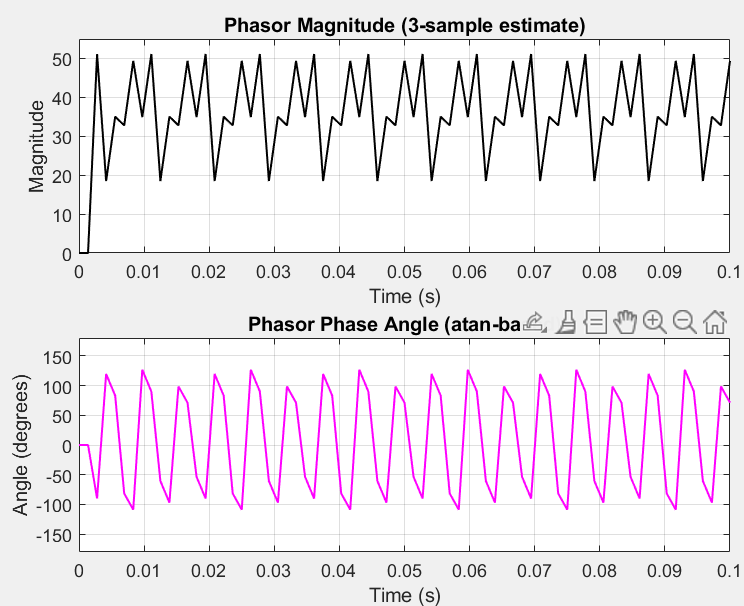 Phasor Magnitude (3-sample estimate)
50
40
30
20
10
0
Magnitude
0 0.01 0.02 0.03 0.04 0.05 0.06 0.07 0.08 0.09 0.1
Time (s)
Phasor Phase Angle (atan-ba
150
100
50
0
-50
-100
-150
Angle (degrees)
0 0.01 0.02 0.03 0.04 0.05 0.06 0.07 0.08 0.09 0.1
Time (s)